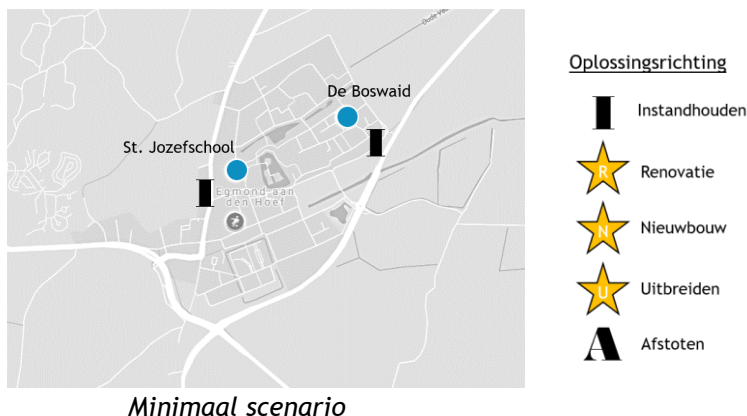 De Boswaid
St. Jozefschool
Egmond aan
den Hoef
Minimaal scenario
Oplossingsrichting
I Instandhouden
R Renovatie
N Nieuwbouw
U Uitbreiden
A Afstoten